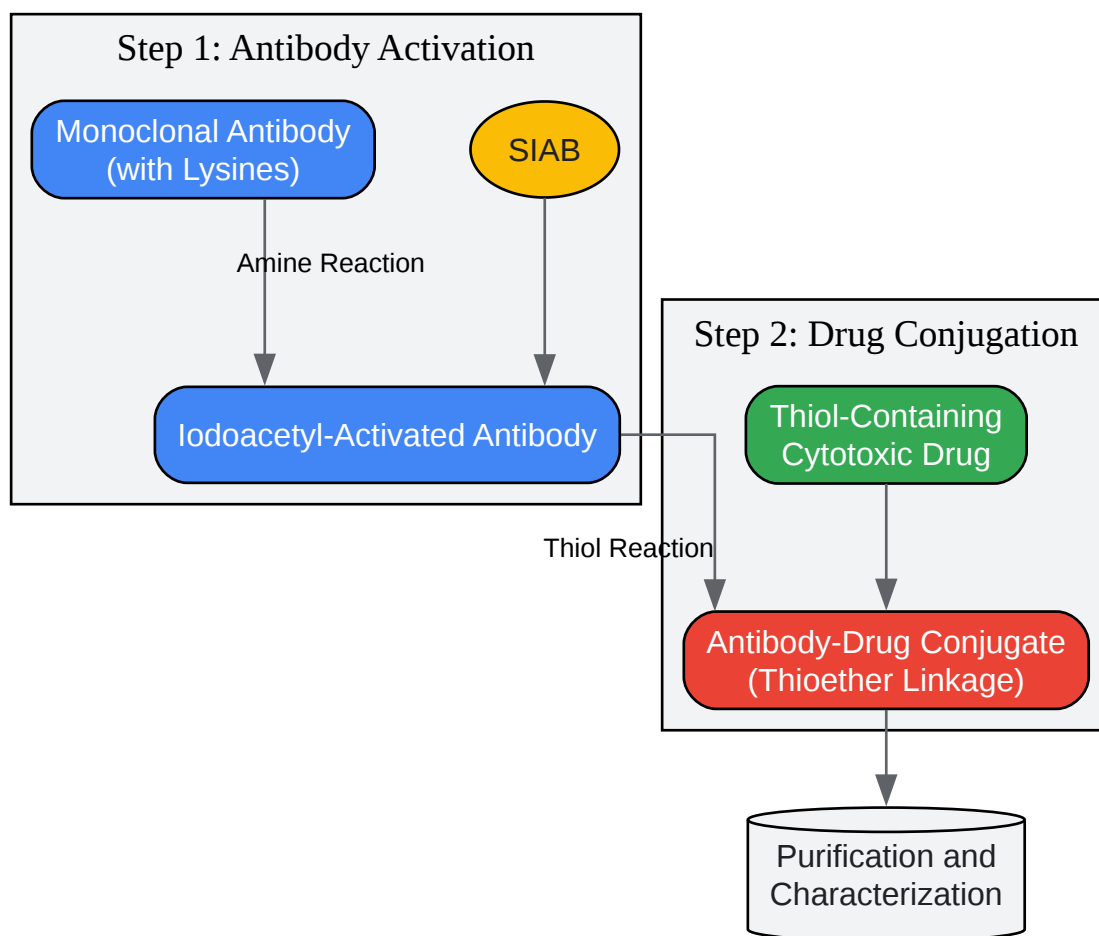 Step 1: Antibody Activation
Monoclonal Antibody
(with Lysines)
SIAB
Amine Reaction
Iodoacetyl-Activated Antibody
Step 2: Drug Conjugation
Thiol-Containing
Cytotoxic Drug
Thiol Reaction
Antibody-Drug Conjugate
(Thioether Linkage)
Purification and
Characterization